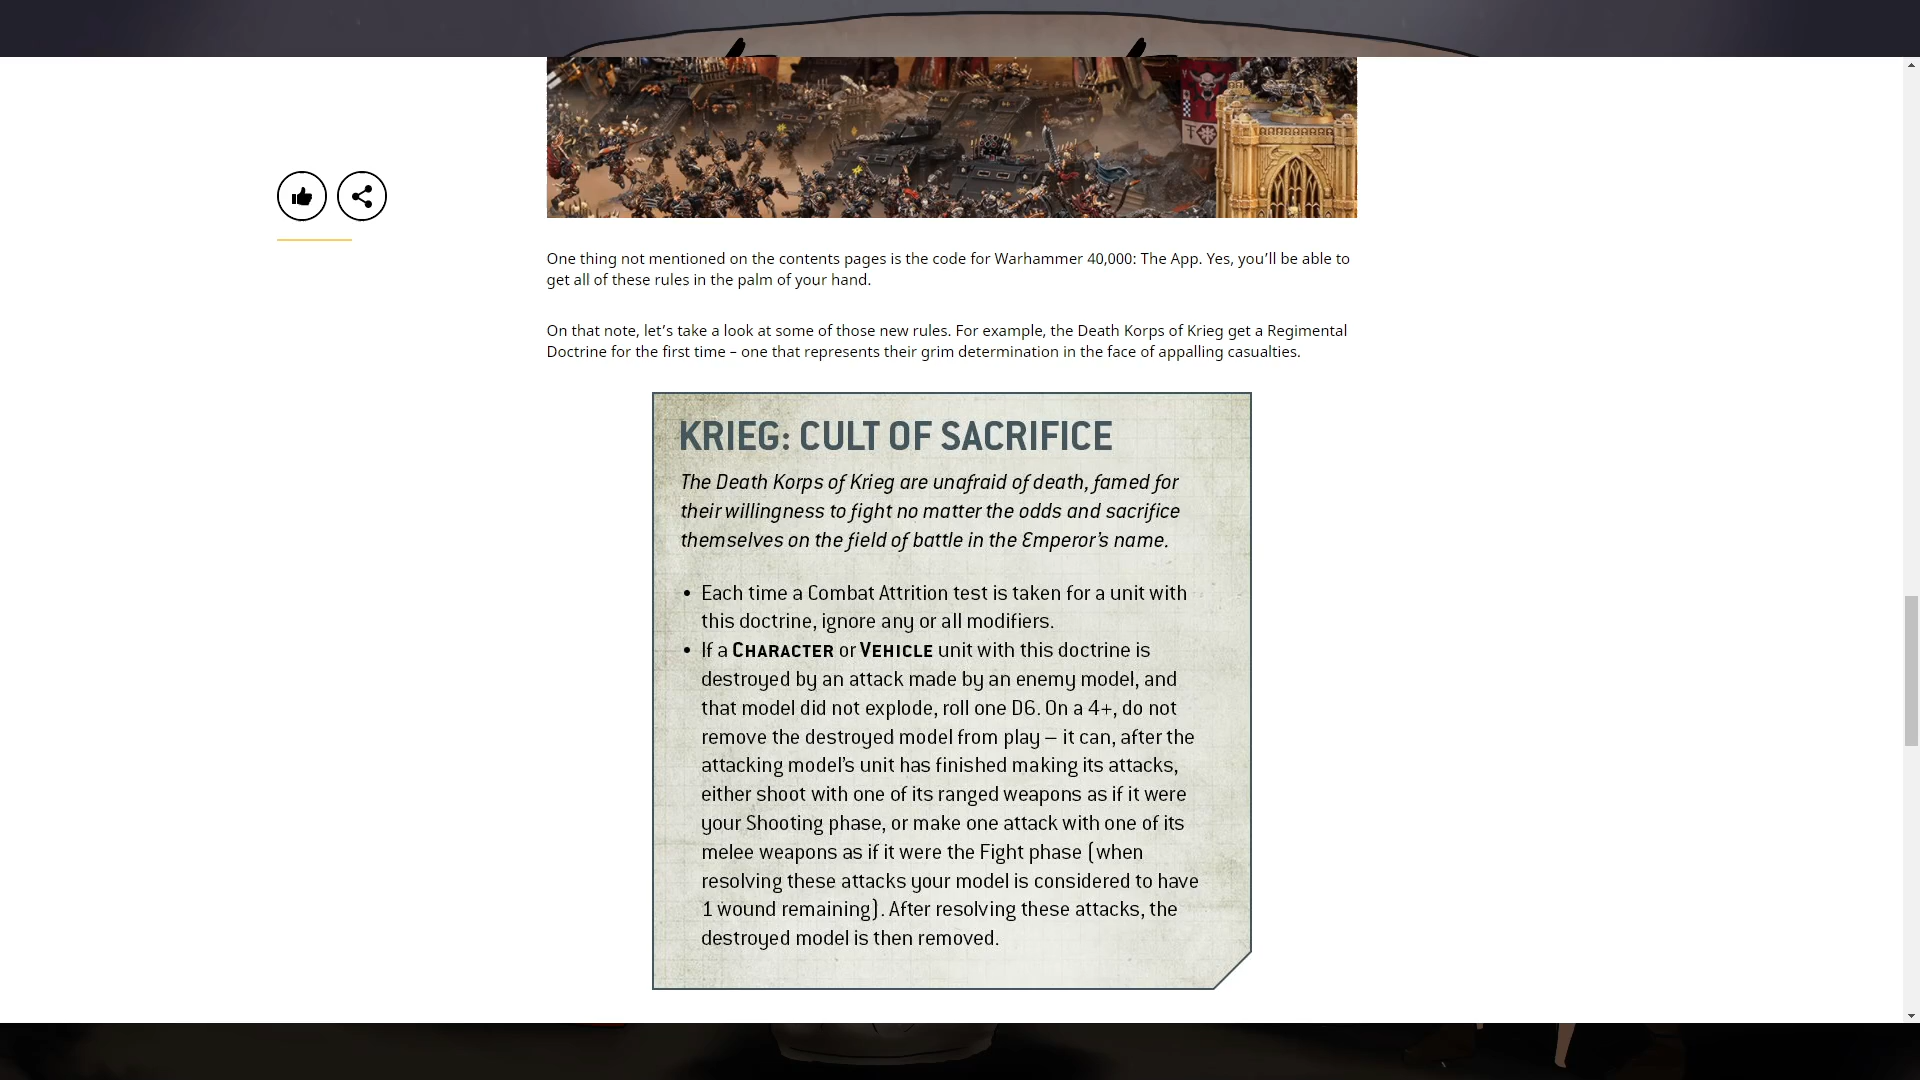 One thing not mentioned on the contents pages is the code for Warhammer 40,000: The App. Yes, you’ll be able to
get all of these rules in the palm of your hand.
On that note, let’s take a look at some of those new rules. For example, the Death Korps of Krieg get a Regimental
Doctrine for the first time – one that represents their grim determination in the face of appalling casualties.
KRIEG: CULT OF SACRIFICE
The Death Korps of Krieg are unafraid of death, famed for
their willingness to fight no matter the odds and sacrifice
themselves on the field of battle in the Emperor’s name.
• Each time a Combat Attrition test is taken for a unit with
this doctrine, ignore any or all modifiers.
• If a CHARACTER or VEHICLE unit with this doctrine is
destroyed by an attack made by an enemy model, and
that model did not explode, roll one D6. On a 4+, do not
remove the destroyed model from play – it can, after the
attacking model’s unit has finished making its attacks,
either shoot with one of its ranged weapons as if it were
your Shooting phase, or make one attack with one of its
melee weapons as if it were the Fight phase (when
resolving these attacks your model is considered to have
1 wound remaining). After resolving these attacks, the
destroyed model is then removed.